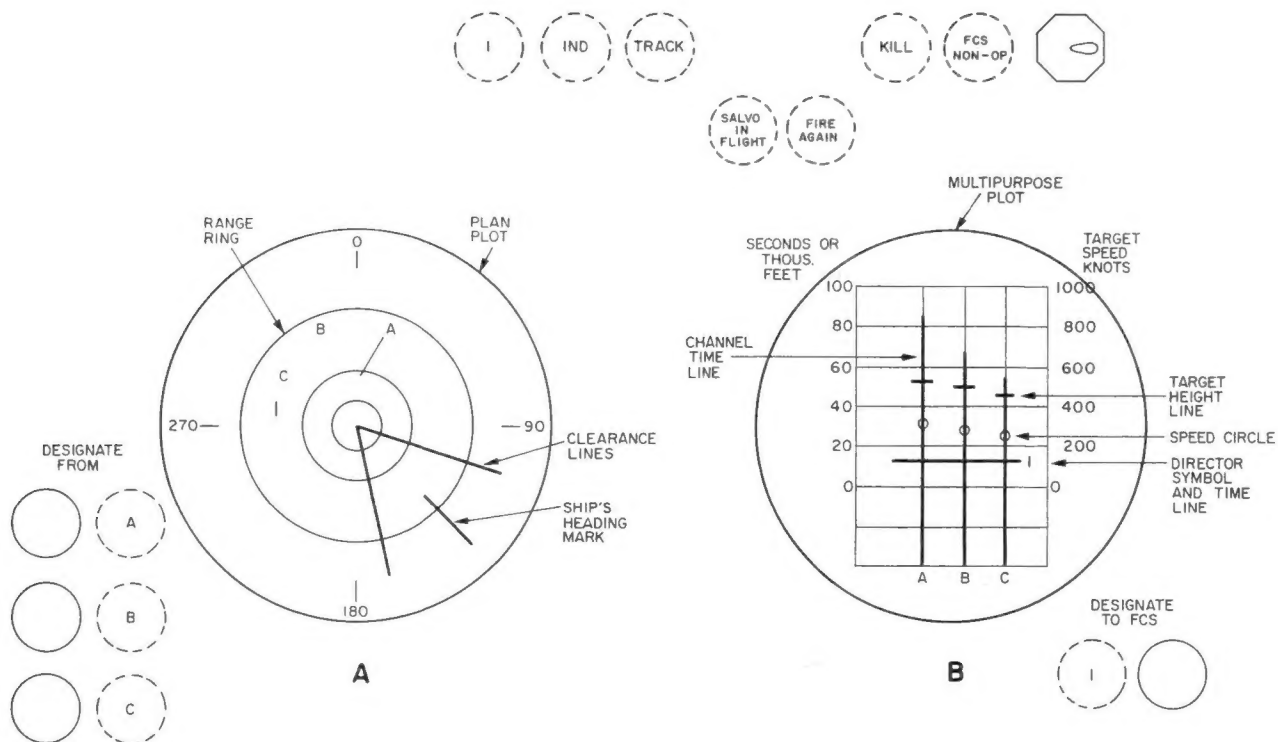 I
IND
TRACK
KILL
FCS
NON-OP
SALVO
IN
FLIGHT
FIRE
AGAIN
RANGE
RING
PLAN
PLOT
0
B
A
C
I
270
90
180
CLEARANCE
LINES
SHIP'S
HEADING
MARK
DESIGNATE
FROM
A
B
C
A
MULTIPURPOSE
PLOT
SECONDS OR
THOUS.
FEET
TARGET
SPEED
KNOTS
100
80
60
40
20
0
1000
800
600
400
200
0
CHANNEL
TIME
LINE
TARGET
HEIGHT
LINE
SPEED CIRCLE
DIRECTOR
SYMBOL
AND TIME
LINE
I
A B C
B
DESIGNATE
TO FCS
I